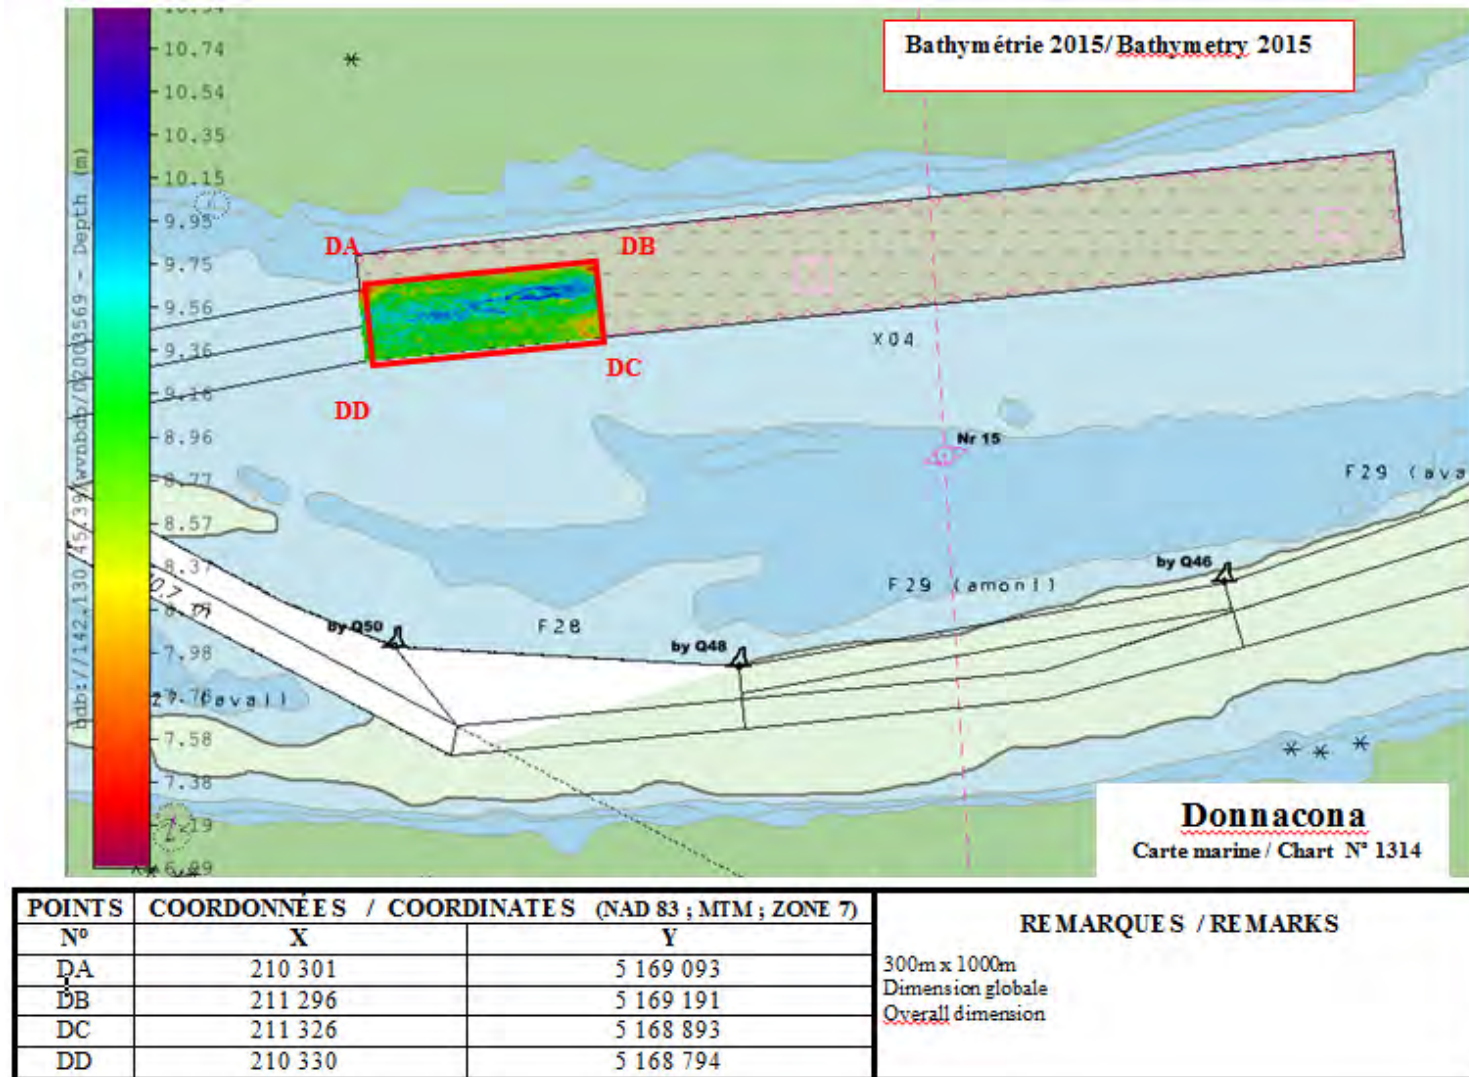 10.74
10.54
10.35
10.15
9.95
9.75
9.56
9.36
9.16
8.96
8.77
8.57
8.37
7.98
7.58
7.38
7.19
6.99
Depth (m)
Bathymétrie 2015/ Bathymetry 2015
DA
DB
DC
DD
X04
Nr 15
F29 (ava
by Q46
F29 (amont)
by Q50
F28
by Q48
(aval)
Donnacona
Carte marine / Chart N° 1314
POINTS COORDONNÉES / COORDINATES (NAD 83 ; MTM ; ZONE 7)
N° X Y
DA 210 301 5 169 093
DB 211 296 5 169 191
DC 211 326 5 168 893
DD 210 330 5 168 794
REMARQUES / REMARKS
300m x 1000m
Dimension globale
Overall dimension